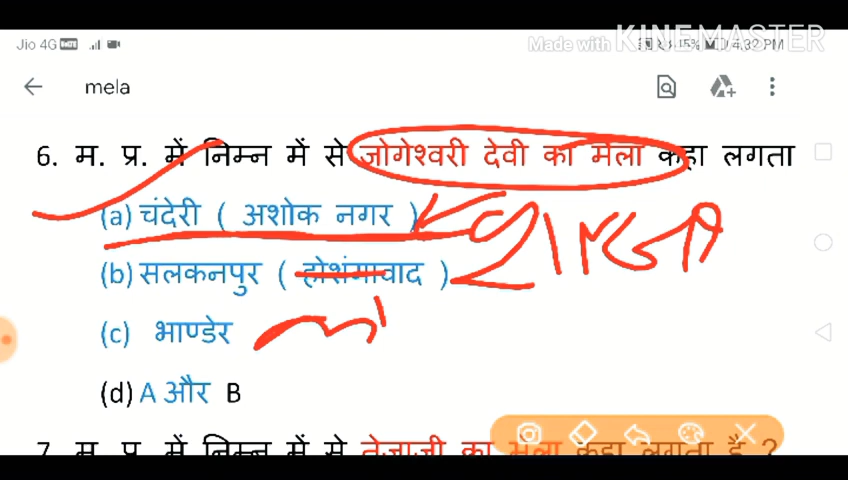 Jio 4G
Made with KINEMASTER
4:32 PM
mela
6. म. प्र. में निम्न में से जोगेश्वरी देवी का मेला कहा लगता
(a) चंदेरी ( अशोक नगर )
(b) सलकनपुर ( होशंगावाद )
(c) भाण्डेर
(d) A और B
7. म. प्र. में निम्न में से तेजाजी का मेला कहा लगता है ?